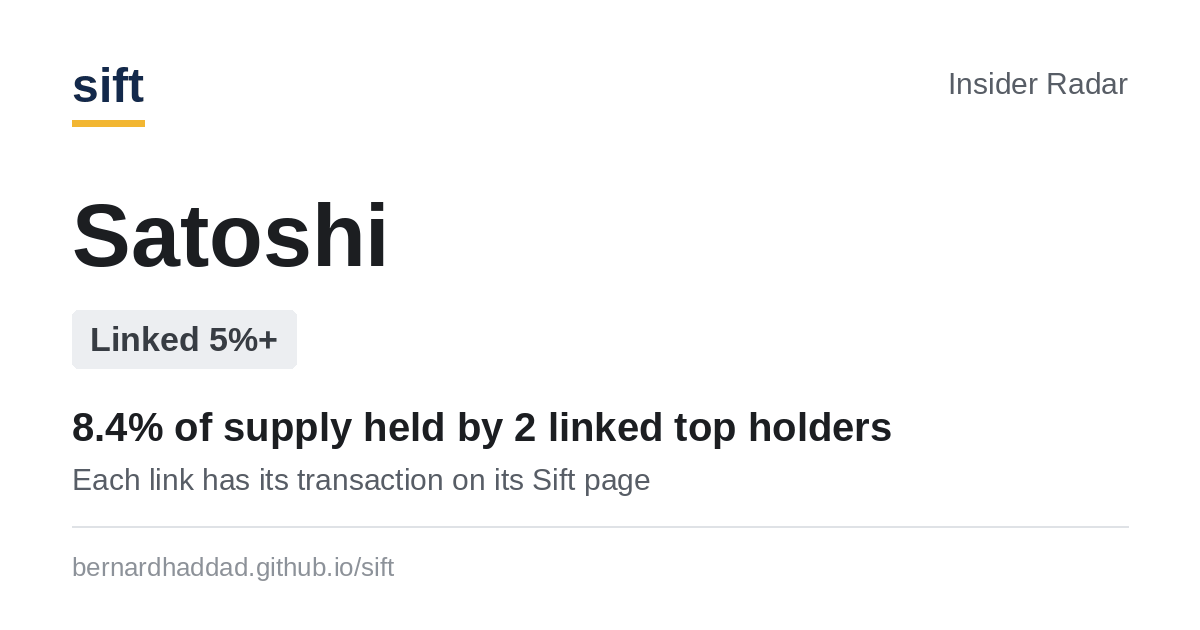 sift
Insider Radar
Satoshi
Linked 5%+
8.4% of supply held by 2 linked top holders
Each link has its transaction on its Sift page
bernardhaddad.github.io/sift